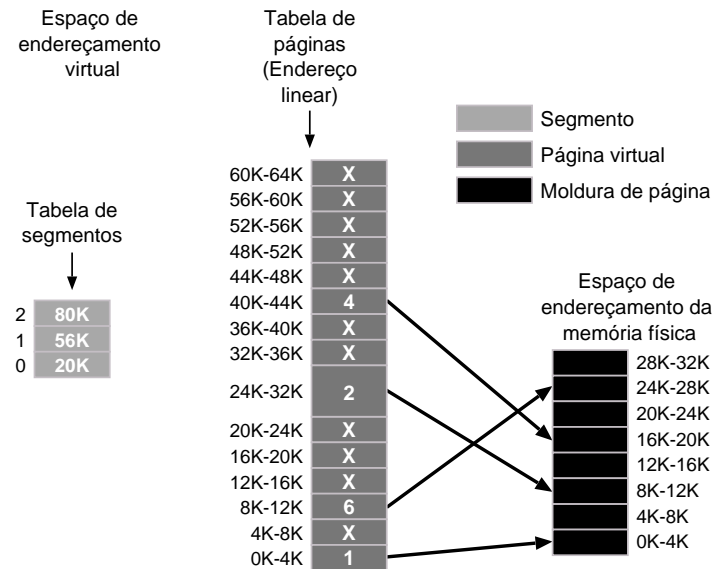 Espaço de
endereçamento
virtual
Tabela de
páginas
(Endereço
linear)
Segmento
Página virtual
Moldura de página
Tabela de
segmentos
2 80K
1 56K
0 20K
60K-64K X
56K-60K X
52K-56K X
48K-52K X
44K-48K X
40K-44K 4
36K-40K X
32K-36K X
24K-32K 2
20K-24K X
16K-20K X
12K-16K X
8K-12K 6
4K-8K X
0K-4K 1
Espaço de
endereçamento da
memória física
28K-32K
24K-28K
20K-24K
16K-20K
12K-16K
8K-12K
4K-8K
0K-4K